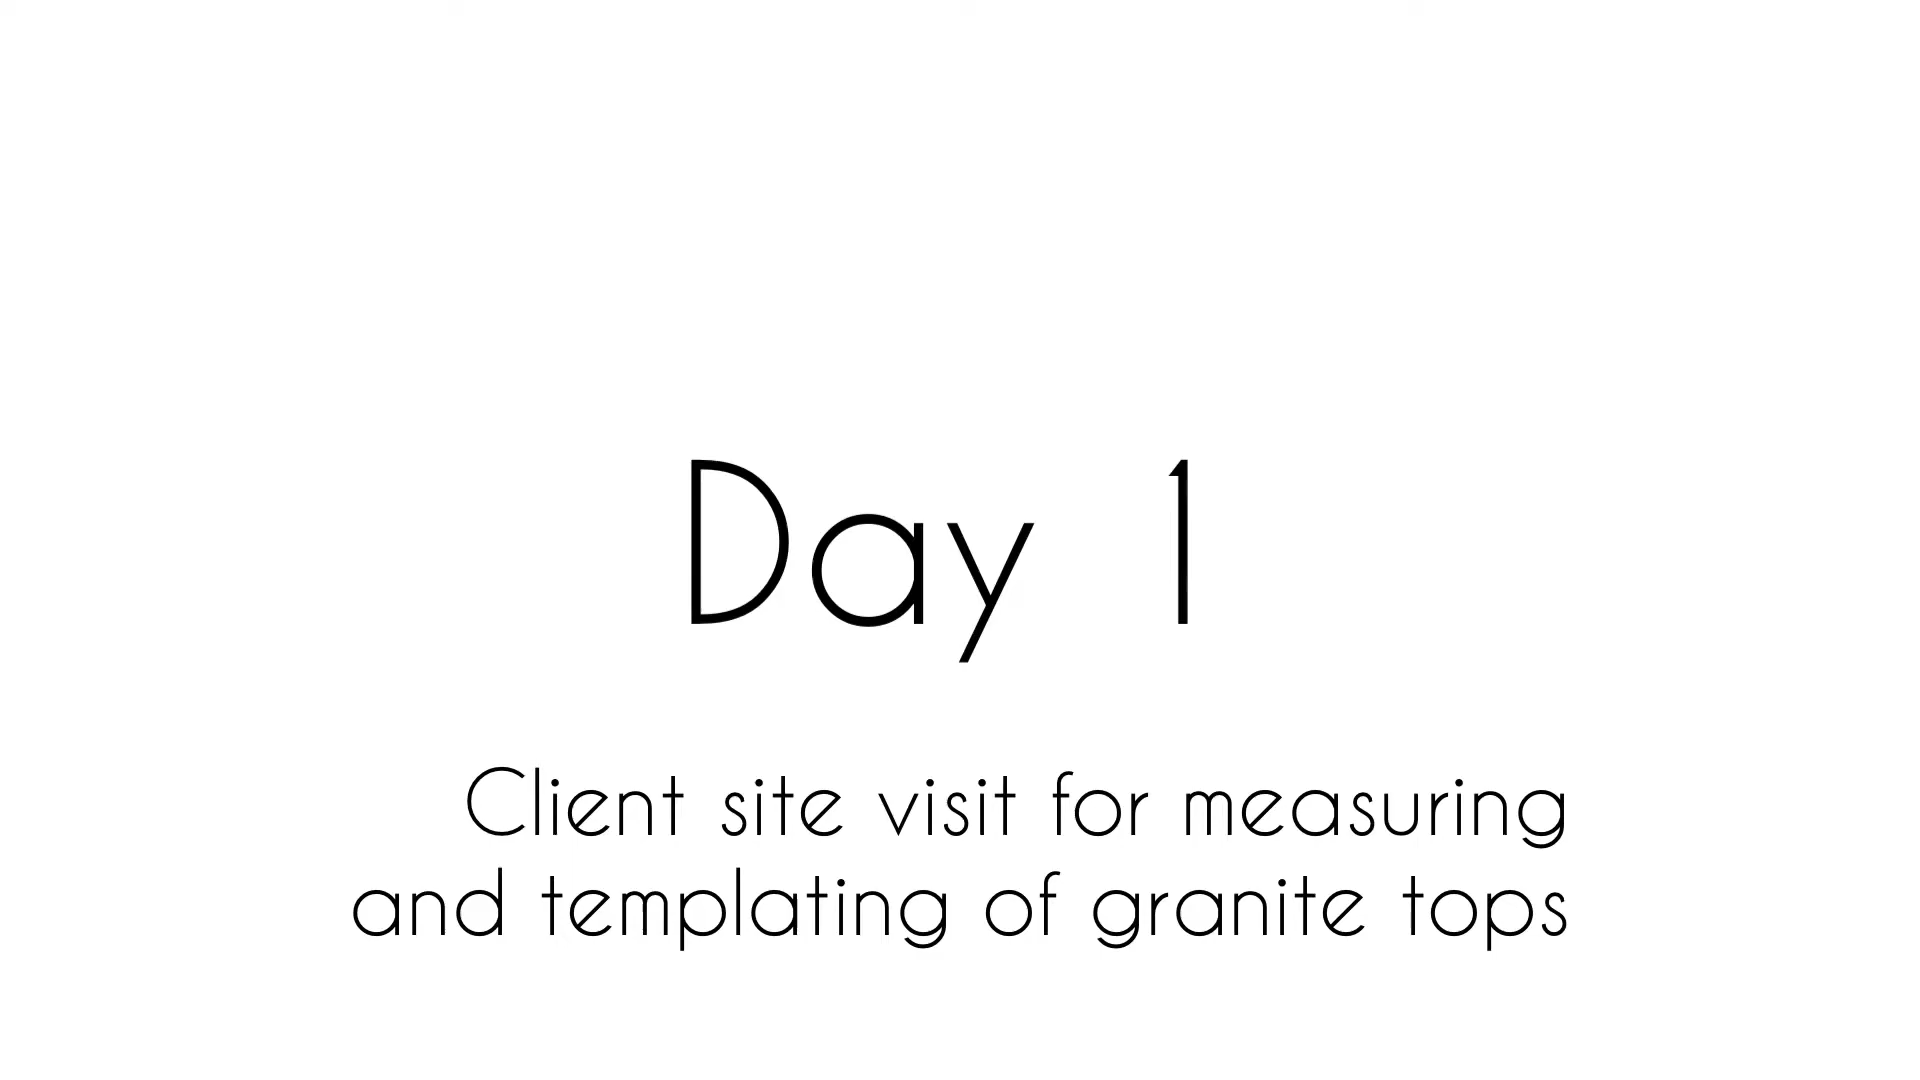 Day 1
Client site visit for measuring
and templating of granite tops